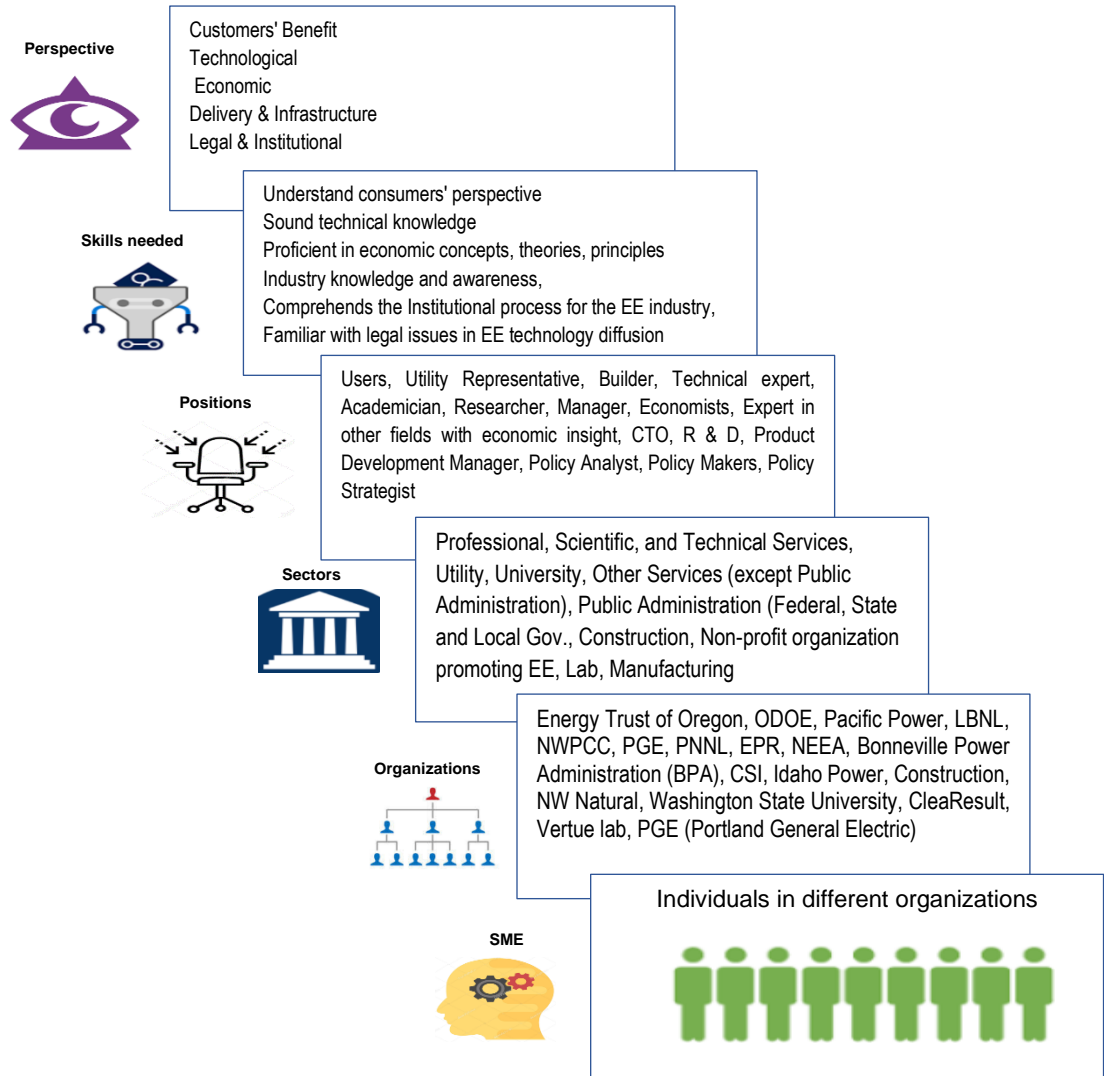 Perspective
Customers' Benefit
Technological
Economic
Delivery & Infrastructure
Legal & Institutional
Skills needed
Understand consumers' perspective
Sound technical knowledge
Proficient in economic concepts, theories, principles
Industry knowledge and awareness,
Comprehends the Institutional process for the EE industry,
Familiar with legal issues in EE technology diffusion
Positions
Users, Utility Representative, Builder, Technical expert,
Academician, Researcher, Manager, Economists, Expert in
other fields with economic insight, CTO, R & D, Product
Development Manager, Policy Analyst, Policy Makers, Policy
Strategist
Sectors
Professional, Scientific, and Technical Services,
Utility, University, Other Services (except Public
Administration), Public Administration (Federal, State
and Local Gov., Construction, Non-profit organization
promoting EE, Lab, Manufacturing
Organizations
Energy Trust of Oregon, ODOE, Pacific Power, LBNL,
NWPCC, PGE, PNNL, EPR, NEEA, Bonneville Power
Administration (BPA), CSI, Idaho Power, Construction,
NW Natural, Washington State University, CleaResult,
Vertue lab, PGE (Portland General Electric)
SME
Individuals in different organizations